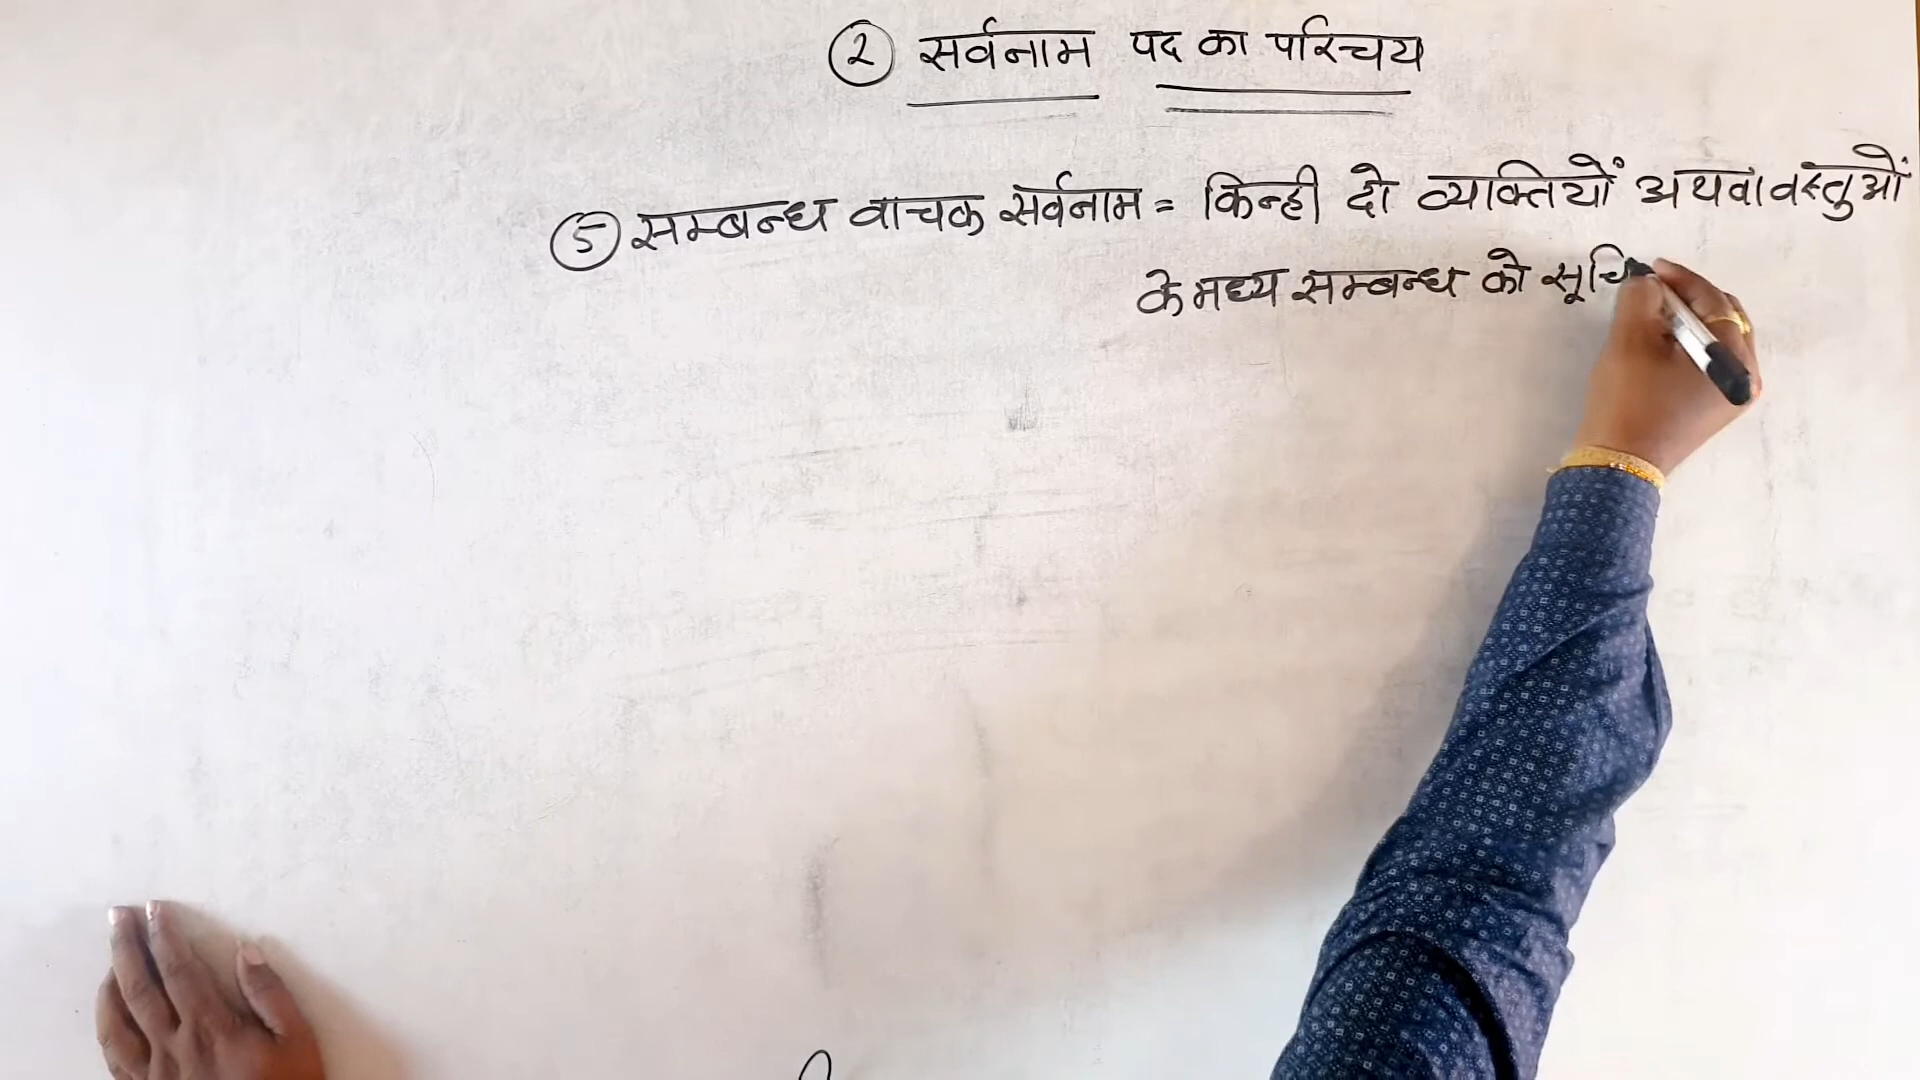 ② सर्वनाम पद का परिचय
⑤ सम्बन्ध वाचक सर्वनाम = किन्ही दो व्यक्तियों अथवा वस्तुओं
के मध्य सम्बन्ध को सूचि